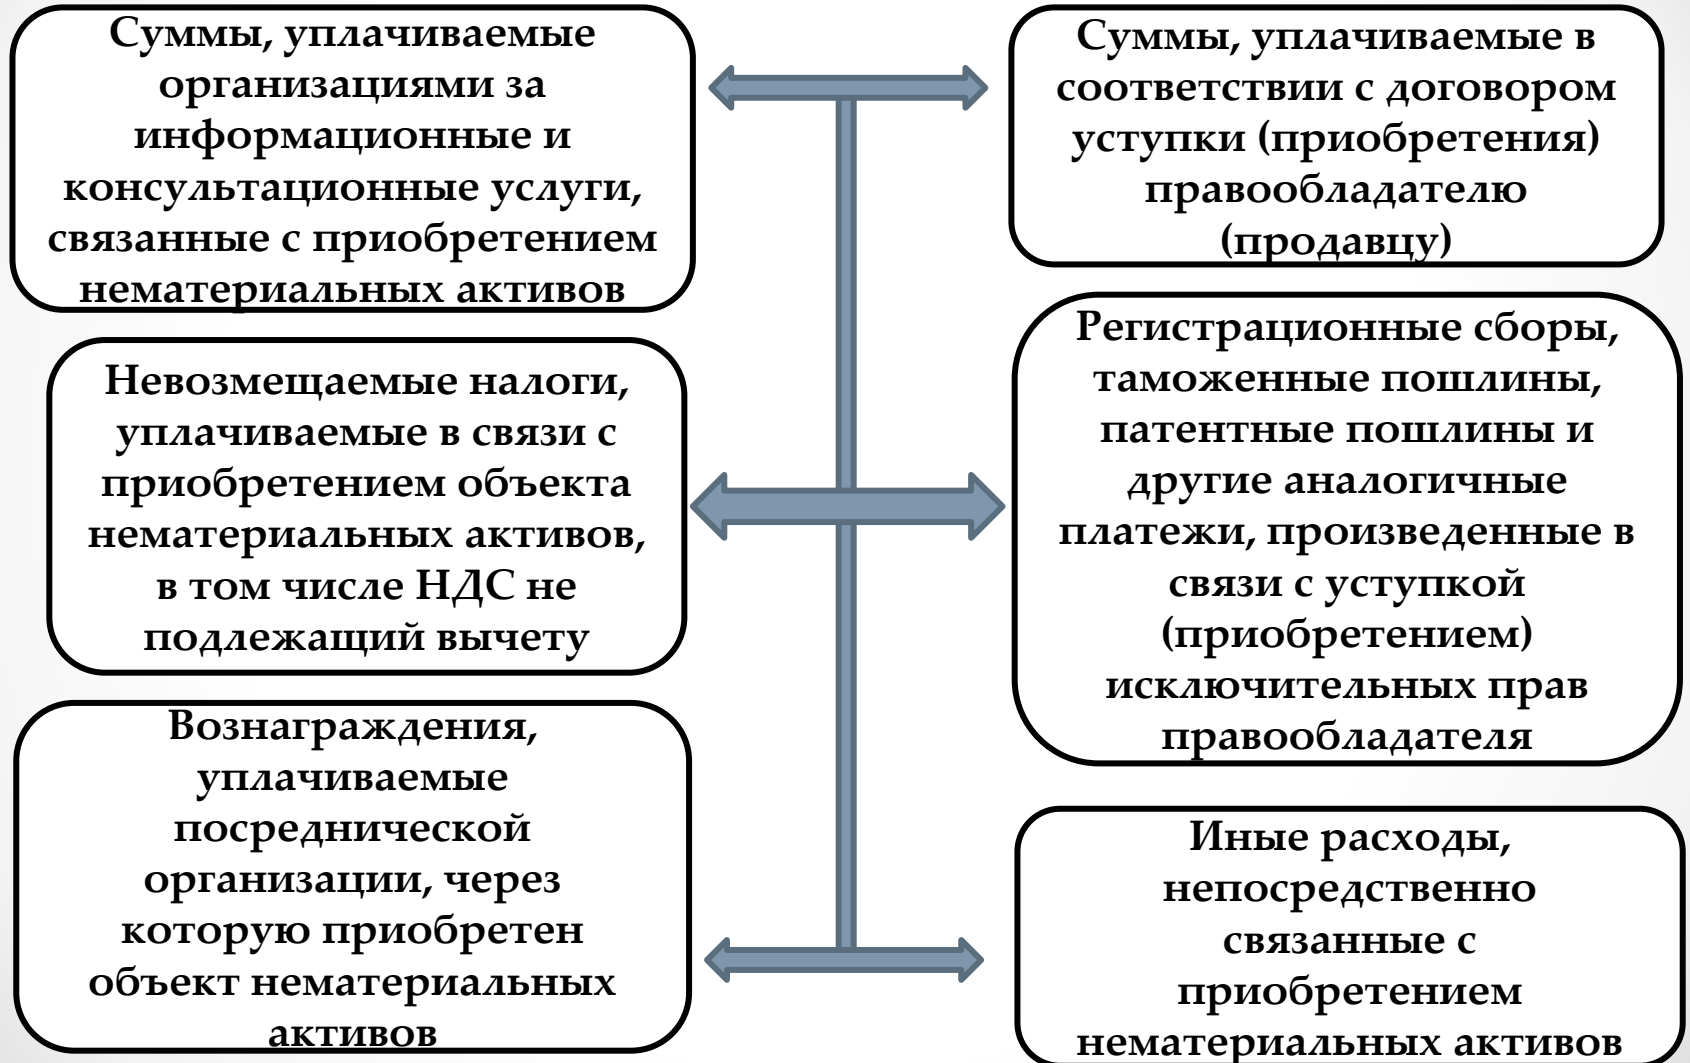 Суммы, уплачиваемые
организациями за
информационные и
консультационные услуги,
связанные с приобретением
нематериальных активов
Суммы, уплачиваемые в
соответствии с договором
уступки (приобретения)
правообладателю
(продавцу)
Невозмещаемые налоги,
уплачиваемые в связи с
приобретением объекта
нематериальных активов,
в том числе НДС не
подлежащий вычету
Регистрационные сборы,
таможенные пошлины,
патентные пошлины и
другие аналогичные
платежи, произведенные в
связи с уступкой
(приобретением)
исключительных прав
правообладателя
Вознаграждения,
уплачиваемые
посреднической
организации, через
которую приобретен
объект нематериальных
активов
Иные расходы,
непосредственно
связанные с
приобретением
нематериальных активов